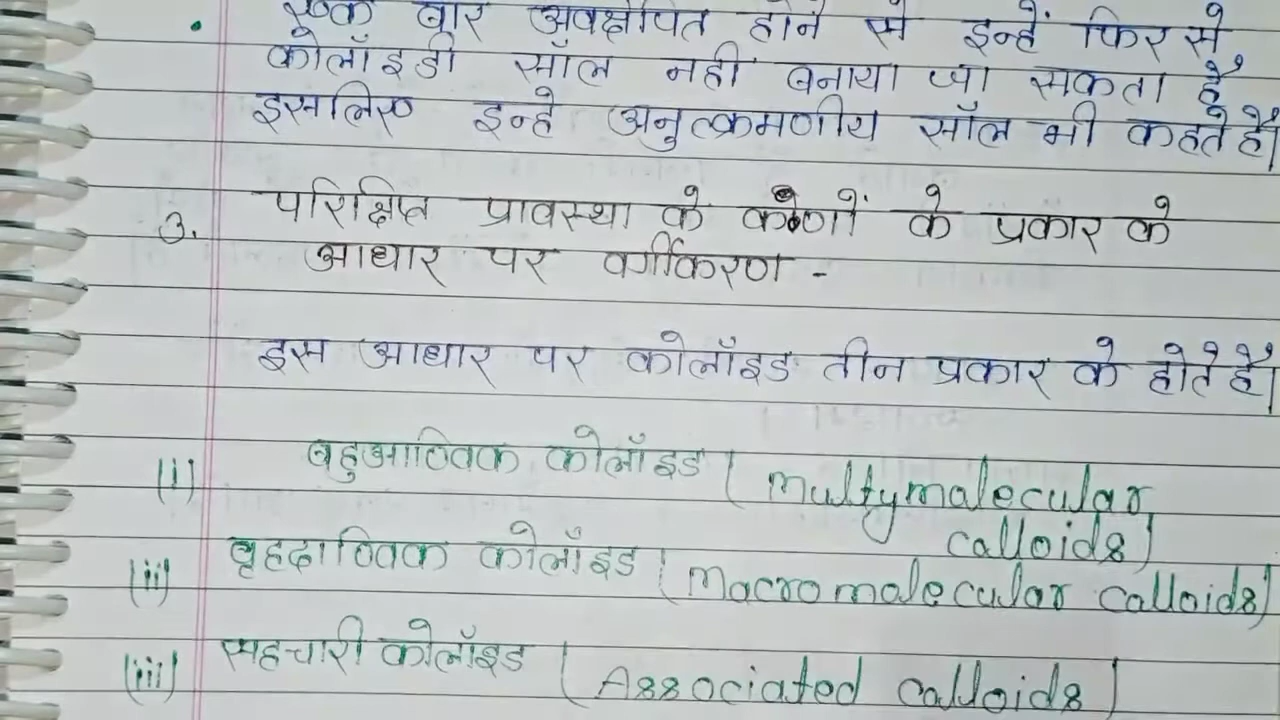 एक बार अवक्षेपित होने से इन्हें फिर से
कोलॉइडी सॉल नही बनाया जा सकता है
इसलिए इन्हे अनुत्क्रमणीय सॉल भी कहते है।
3. परिक्षिप्त प्रावस्था के कणों के प्रकार के
आधार पर वर्गीकरण -
इस आधार पर कोलॉइड तीन प्रकार के होते है।
(i) बहुआण्विक कोलॉइड ( Multymalecular
calloids)
(ii) बृहदाण्विक कोलॉइड ( Macromalecular calloids)
(iii) सहचारी कोलॉइड ( Associated calloids)